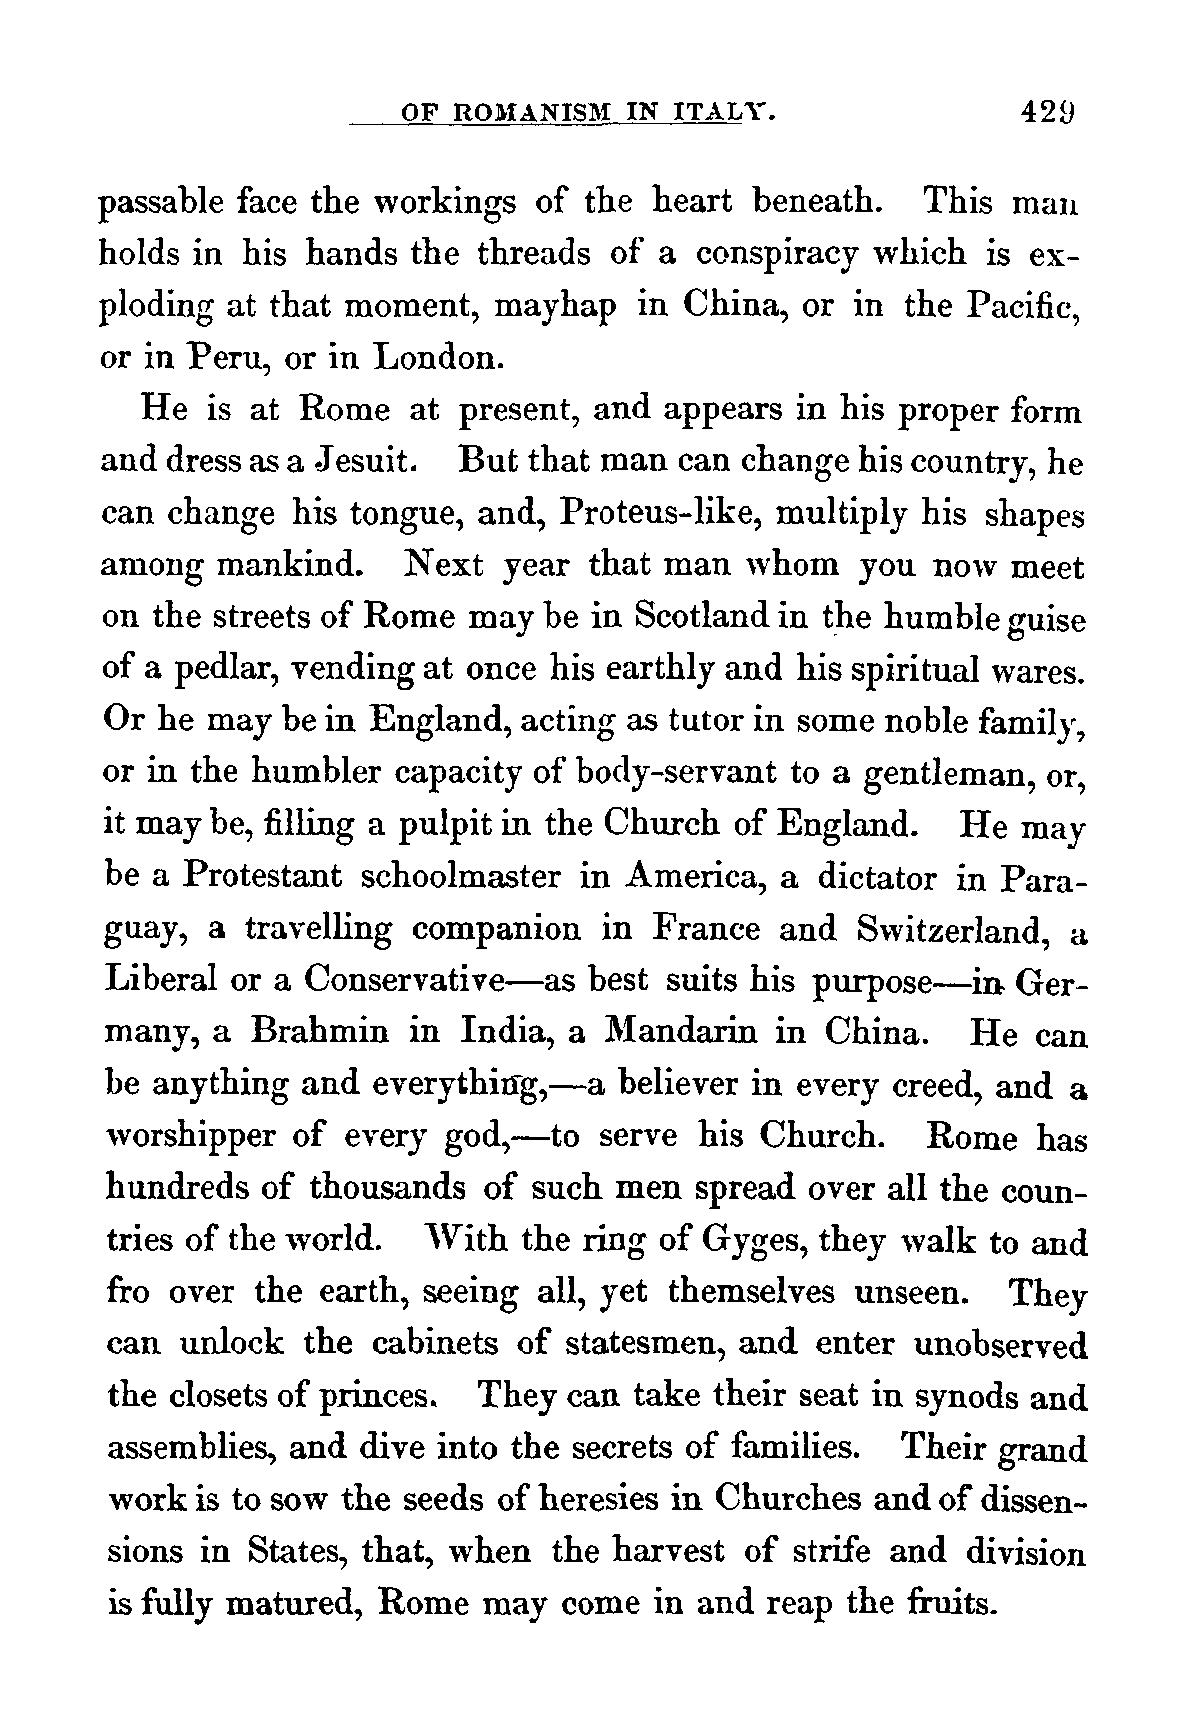 OF ROMANISM IN ITALY. 429
passable face the workings of the heart beneath. This man
holds in his hands the threads of a conspiracy which is ex-
ploding at that moment, mayhap in China, or in the Pacific,
or in Peru, or in London.
He is at Rome at present, and appears in his proper form
and dress as a Jesuit. But that man can change his country, he
can change his tongue, and, Proteus-like, multiply his shapes
among mankind. Next year that man whom you now meet
on the streets of Rome may be in Scotland in the humble guise
of a pedlar, vending at once his earthly and his spiritual wares.
Or he may be in England, acting as tutor in some noble family,
or in the humbler capacity of body-servant to a gentleman, or,
it may be, filling a pulpit in the Church of England. He may
be a Protestant schoolmaster in America, a dictator in Para-
guay, a travelling companion in France and Switzerland, a
Liberal or a Conservative—as best suits his purpose—in Ger-
many, a Brahmin in India, a Mandarin in China. He can
be anything and everything,—a believer in every creed, and a
worshipper of every god,—to serve his Church. Rome has
hundreds of thousands of such men spread over all the coun-
tries of the world. With the ring of Gyges, they walk to and
fro over the earth, seeing all, yet themselves unseen. They
can unlock the cabinets of statesmen, and enter unobserved
the closets of princes. They can take their seat in synods and
assemblies, and dive into the secrets of families. Their grand
work is to sow the seeds of heresies in Churches and of dissen-
sions in States, that, when the harvest of strife and division
is fully matured, Rome may come in and reap the fruits.